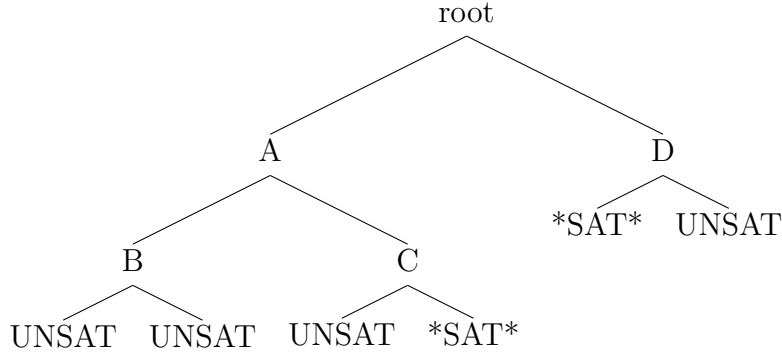 root
A D
*SAT* UNSAT
B C
UNSAT UNSAT UNSAT *SAT*